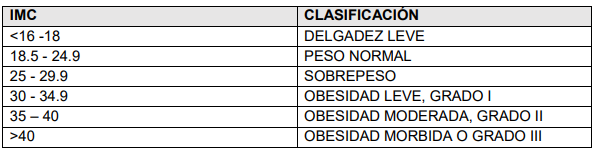 IMC CLASIFICACIÓN
<16 -18 DELGADEZ LEVE
18.5 - 24.9 PESO NORMAL
25 - 29.9 SOBREPESO
30 - 34.9 OBESIDAD LEVE, GRADO I
35 – 40 OBESIDAD MODERADA, GRADO II
>40 OBESIDAD MORBIDA O GRADO III